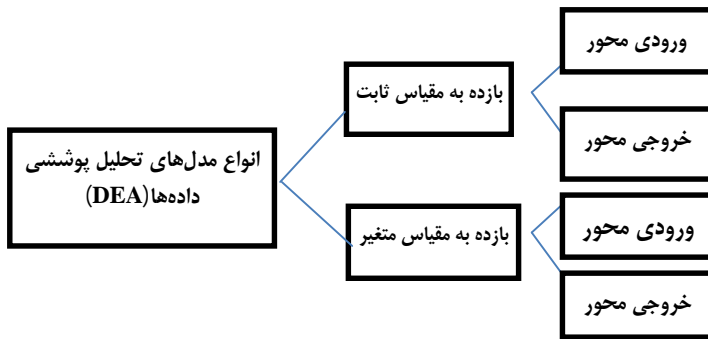 انواع مدل‌های تحلیل پوششی
داده‌ها(DEA)
بازده به مقیاس ثابت
ورودی محور
خروجی محور
بازده به مقیاس متغیر
ورودی محور
خروجی محور